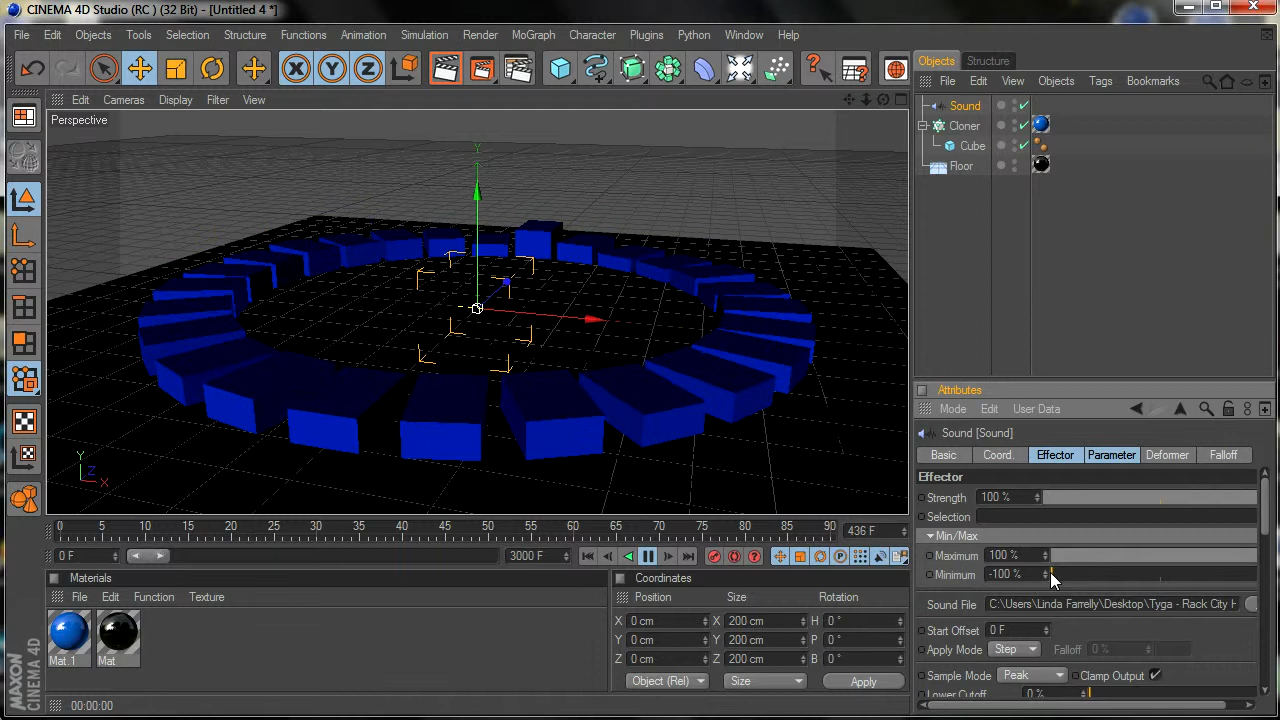 CINEMA 4D Studio (RC ) (32 Bit) - [Untitled 4 *]
File Edit Objects Tools Selection Structure Functions Animation Simulation Render MoGraph Character Plugins Python Window Help
X Y Z
Objects Structure
File Edit View Objects Tags Bookmarks
Edit Cameras Display Filter View
Perspective
Sound
Cloner
Cube
Floor
Y
Y
Z
X
Attributes
Mode Edit User Data
Sound [Sound]
Basic Coord. Effector Parameter Deformer Falloff
Effector
Strength 100 %
Selection
Min/Max
Maximum 100 %
Minimum -100 %
Sound File C:\Users\Linda Farrelly\Desktop\Tyga - Rack City
Start Offset 0 F
Apply Mode Step Falloff 0 %
Sample Mode Peak Clamp Output
Lower Cutoff 0 %
0 5 10 15 20 25 30 35 40 45 50 55 60 65 70 75 80 85 90 436 F
0 F 3000 F
P
Materials
File Edit Function Texture
Mat.1 Mat
Coordinates
Position Size Rotation
X 0 cm X 200 cm H 0 °
Y 0 cm Y 200 cm P 0 °
Z 0 cm Z 200 cm B 0 °
Object (Rel) Size Apply
MAXON
CINEMA 4D
00:00:00